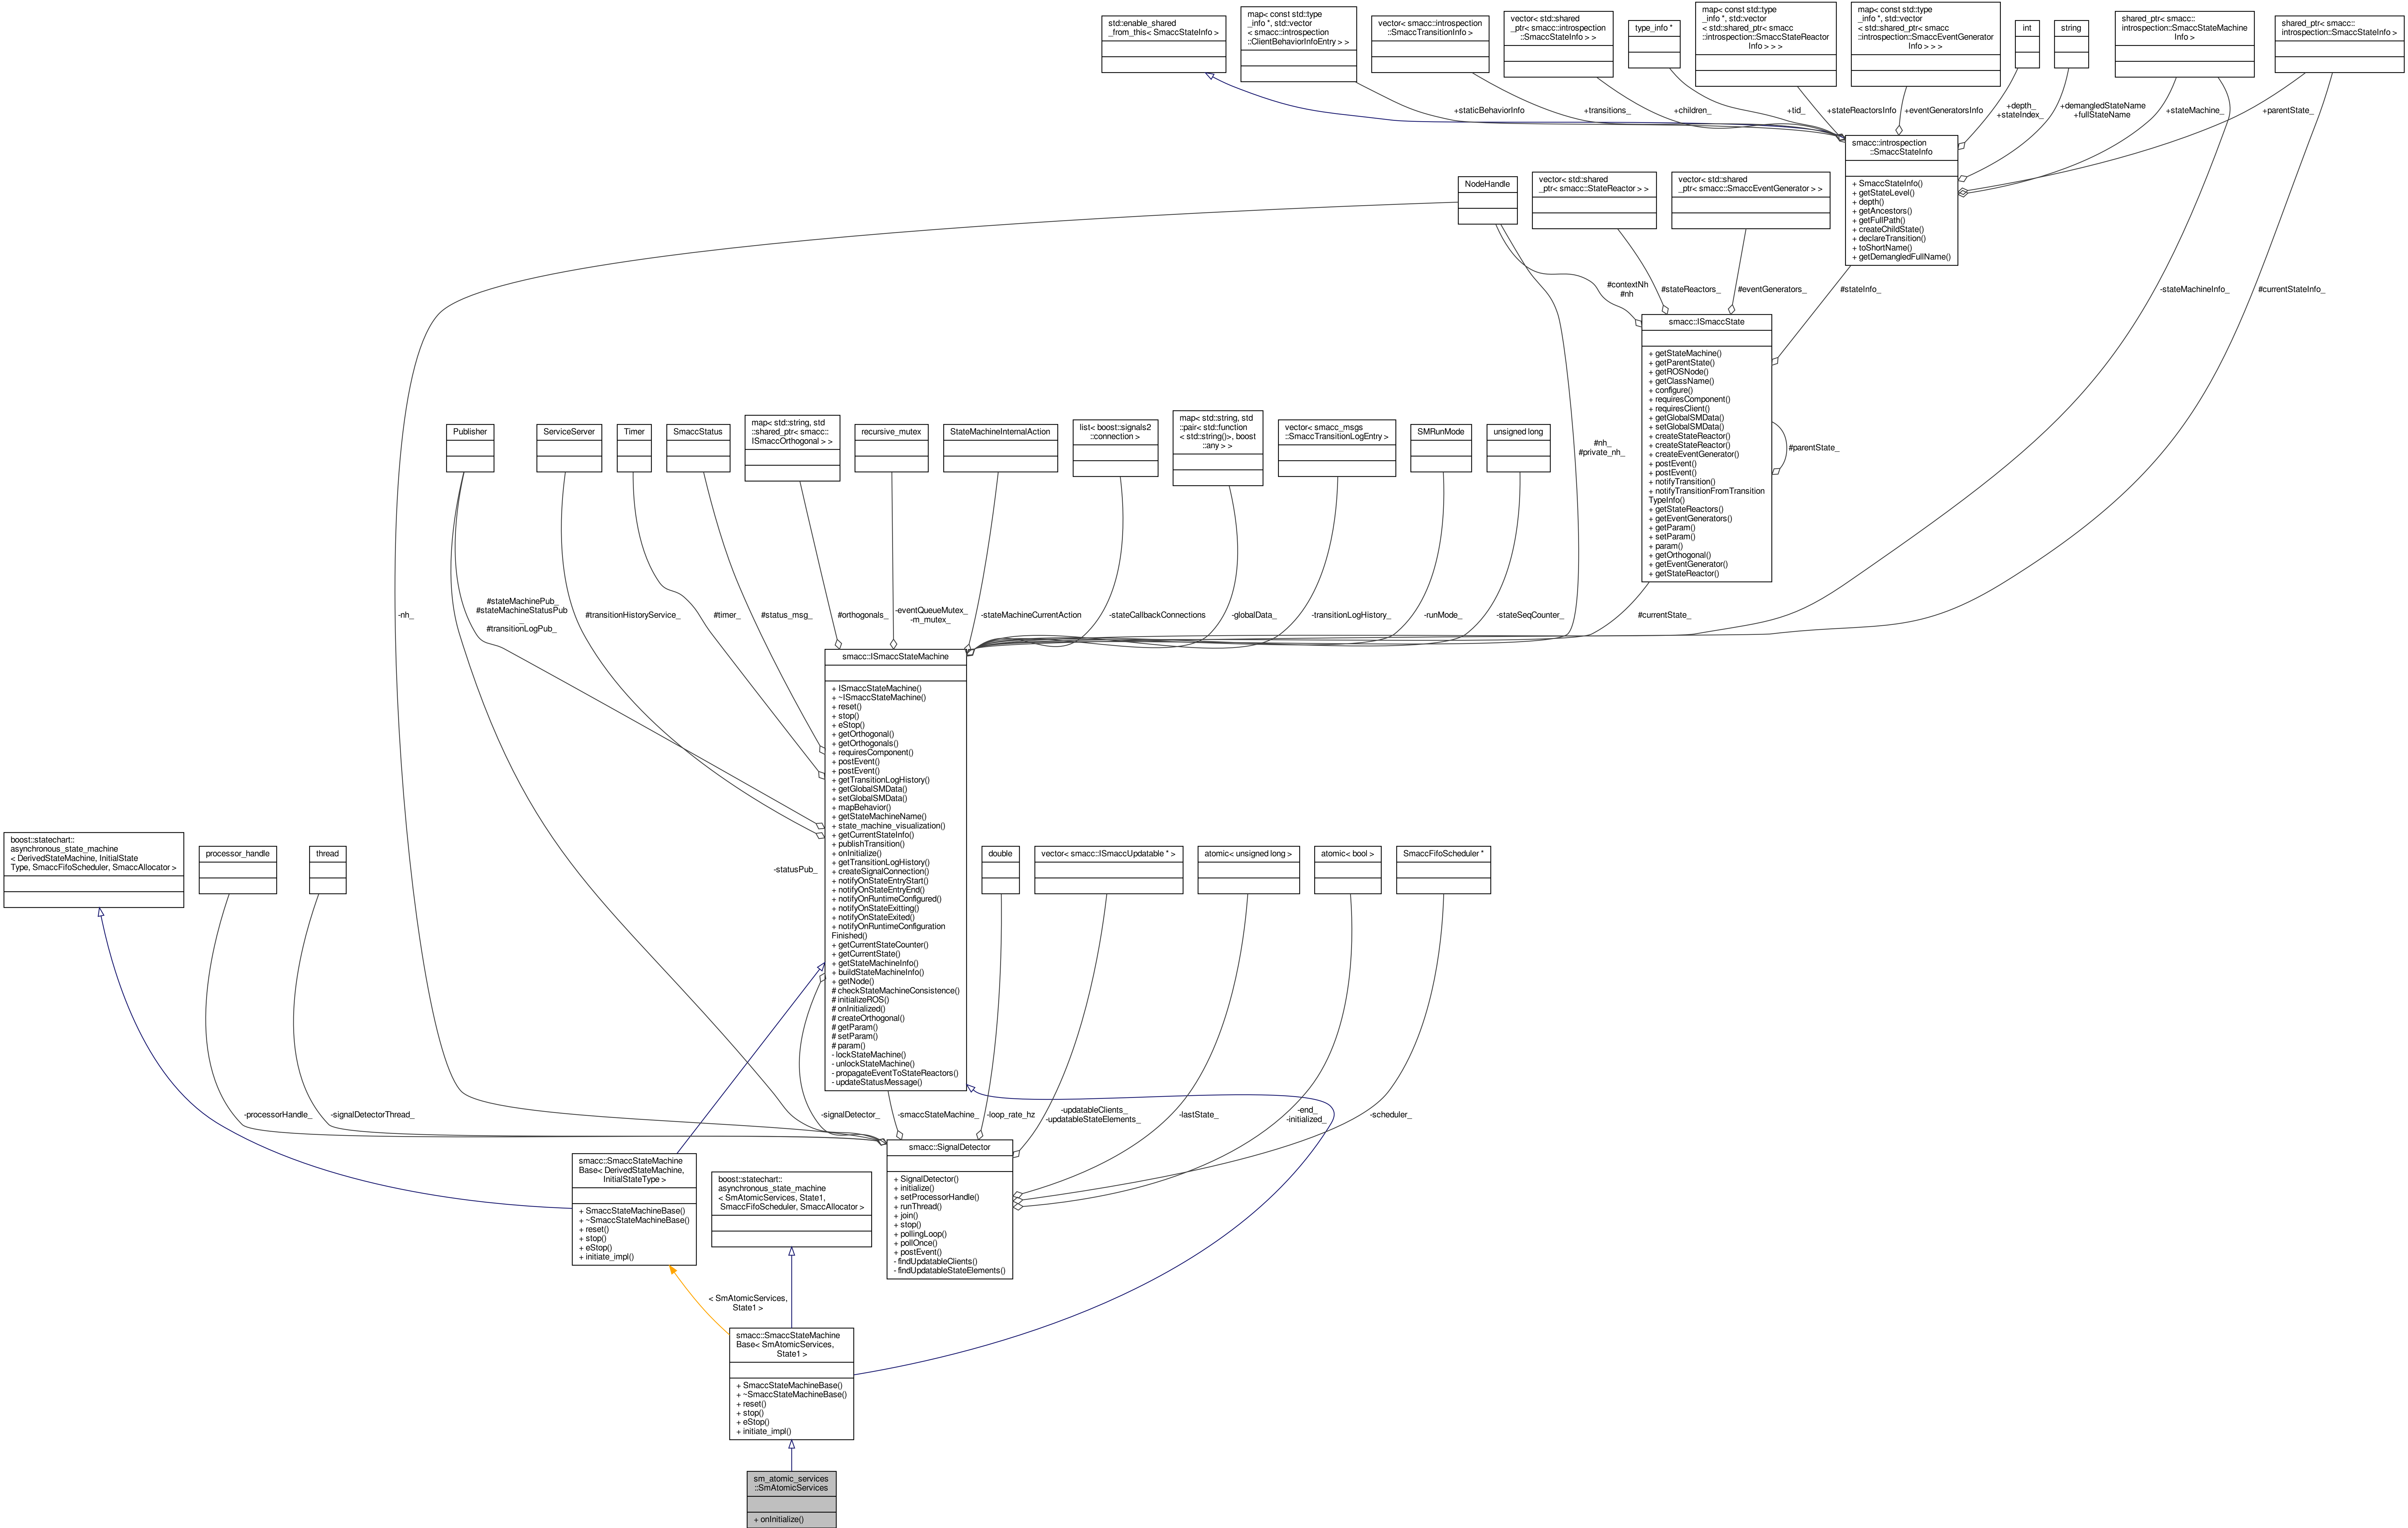 std::enable_shared
_from_this< SmaccStateInfo >
map< const std::type
_info *, std::vector
< smacc::introspection
::ClientBehaviorInfoEntry > >
vector< smacc::introspection
::SmaccTransitionInfo >
vector< std::shared
_ptr< smacc::introspection
::SmaccStateInfo > >
type_info *
map< const std::type
_info *, std::vector
< std::shared_ptr< smacc
::introspection::SmaccStateReactor
Info > > >
map< const std::type
_info *, std::vector
< std::shared_ptr< smacc
::introspection::SmaccEventGenerator
Info > > >
int
string
shared_ptr< smacc::
introspection::SmaccStateMachine
Info >
shared_ptr< smacc::
introspection::SmaccStateInfo >
+staticBehaviorInfo
+transitions_
+children_
+tid_
+stateReactorsInfo
+eventGeneratorsInfo
+depth_
+stateIndex_
+demangledStateName
+fullStateName
+stateMachine_
+parentState_
smacc::introspection
::SmaccStateInfo
+ SmaccStateInfo()
+ getStateLevel()
+ depth()
+ getAncestors()
+ getFullPath()
+ createChildState()
+ declareTransition()
+ toShortName()
+ getDemangledFullName()
NodeHandle
vector< std::shared
_ptr< smacc::StateReactor > >
vector< std::shared
_ptr< smacc::SmaccEventGenerator > >
#contextNh
#nh
#stateReactors_
#eventGenerators_
#stateInfo_
-stateMachineInfo_
#currentStateInfo_
smacc::ISmaccState
+ getStateMachine()
+ getParentState()
+ getROSNode()
+ getClassName()
+ configure()
+ requiresComponent()
+ requiresClient()
+ getGlobalSMData()
+ setGlobalSMData()
+ createStateReactor()
+ createStateReactor()
+ createEventGenerator()
+ postEvent()
+ postEvent()
+ notifyTransition()
+ notifyTransitionFromTransition
TypeInfo()
+ getStateReactors()
+ getEventGenerators()
+ getParam()
+ setParam()
+ param()
+ getOrthogonal()
+ getEventGenerator()
+ getStateReactor()
#parentState_
Publisher
ServiceServer
Timer
SmaccStatus
map< std::string, std
::shared_ptr< smacc::
ISmaccOrthogonal > >
recursive_mutex
StateMachineInternalAction
list< boost::signals2
::connection >
map< std::string, std
::pair< std::function
< std::string()>, boost
::any > >
vector< smacc_msgs
::SmaccTransitionLogEntry >
SMRunMode
unsigned long
#nh_
#private_nh_
-nh_
#stateMachinePub_
#stateMachineStatusPub
_
#transitionLogPub_
#transitionHistoryService_
#timer_
#status_msg_
#orthogonals_
-eventQueueMutex_
-m_mutex_
-stateMachineCurrentAction
-stateCallbackConnections
-globalData_
-transitionLogHistory_
-runMode_
-stateSeqCounter_
#currentState_
smacc::ISmaccStateMachine
+ ISmaccStateMachine()
+ ~ISmaccStateMachine()
+ reset()
+ stop()
+ eStop()
+ getOrthogonal()
+ getOrthogonals()
+ requiresComponent()
+ postEvent()
+ postEvent()
+ getTransitionLogHistory()
+ getGlobalSMData()
+ setGlobalSMData()
+ mapBehavior()
+ getStateMachineName()
+ state_machine_visualization()
+ getCurrentStateInfo()
+ publishTransition()
+ onInitialize()
+ getTransitionLogHistory()
+ createSignalConnection()
+ notifyOnStateEntryStart()
+ notifyOnStateEntryEnd()
+ notifyOnRuntimeConfigured()
+ notifyOnStateExitting()
+ notifyOnStateExited()
+ notifyOnRuntimeConfiguration
Finished()
+ getCurrentStateCounter()
+ getCurrentState()
+ getStateMachineInfo()
+ buildStateMachineInfo()
+ getNode()
# checkStateMachineConsistence()
# initializeROS()
# onInitialized()
# createOrthogonal()
# getParam()
# setParam()
# param()
- lockStateMachine()
- unlockStateMachine()
- propagateEventToStateReactors()
- updateStatusMessage()
boost::statechart::
asynchronous_state_machine
< DerivedStateMachine, InitialState
Type, SmaccFifoScheduler, SmaccAllocator >
processor_handle
thread
-statusPub_
double
vector< smacc::ISmaccUpdatable * >
atomic< unsigned long >
atomic< bool >
SmaccFifoScheduler *
-processorHandle_
-signalDetectorThread_
-signalDetector_
-smaccStateMachine_
-loop_rate_hz
-updatableClients_
-updatableStateElements_
-lastState_
-end_
-initialized_
-scheduler_
smacc::SignalDetector
+ SignalDetector()
+ initialize()
+ setProcessorHandle()
+ runThread()
+ join()
+ stop()
+ pollingLoop()
+ pollOnce()
+ postEvent()
- findUpdatableClients()
- findUpdatableStateElements()
smacc::SmaccStateMachine
Base< DerivedStateMachine,
InitialStateType >
+ SmaccStateMachineBase()
+ ~SmaccStateMachineBase()
+ reset()
+ stop()
+ eStop()
+ initiate_impl()
boost::statechart::
asynchronous_state_machine
< SmAtomicServices, State1,
SmaccFifoScheduler, SmaccAllocator >
< SmAtomicServices,
State1 >
smacc::SmaccStateMachine
Base< SmAtomicServices,
State1 >
+ SmaccStateMachineBase()
+ ~SmaccStateMachineBase()
+ reset()
+ stop()
+ eStop()
+ initiate_impl()
sm_atomic_services
::SmAtomicServices
+ onInitialize()